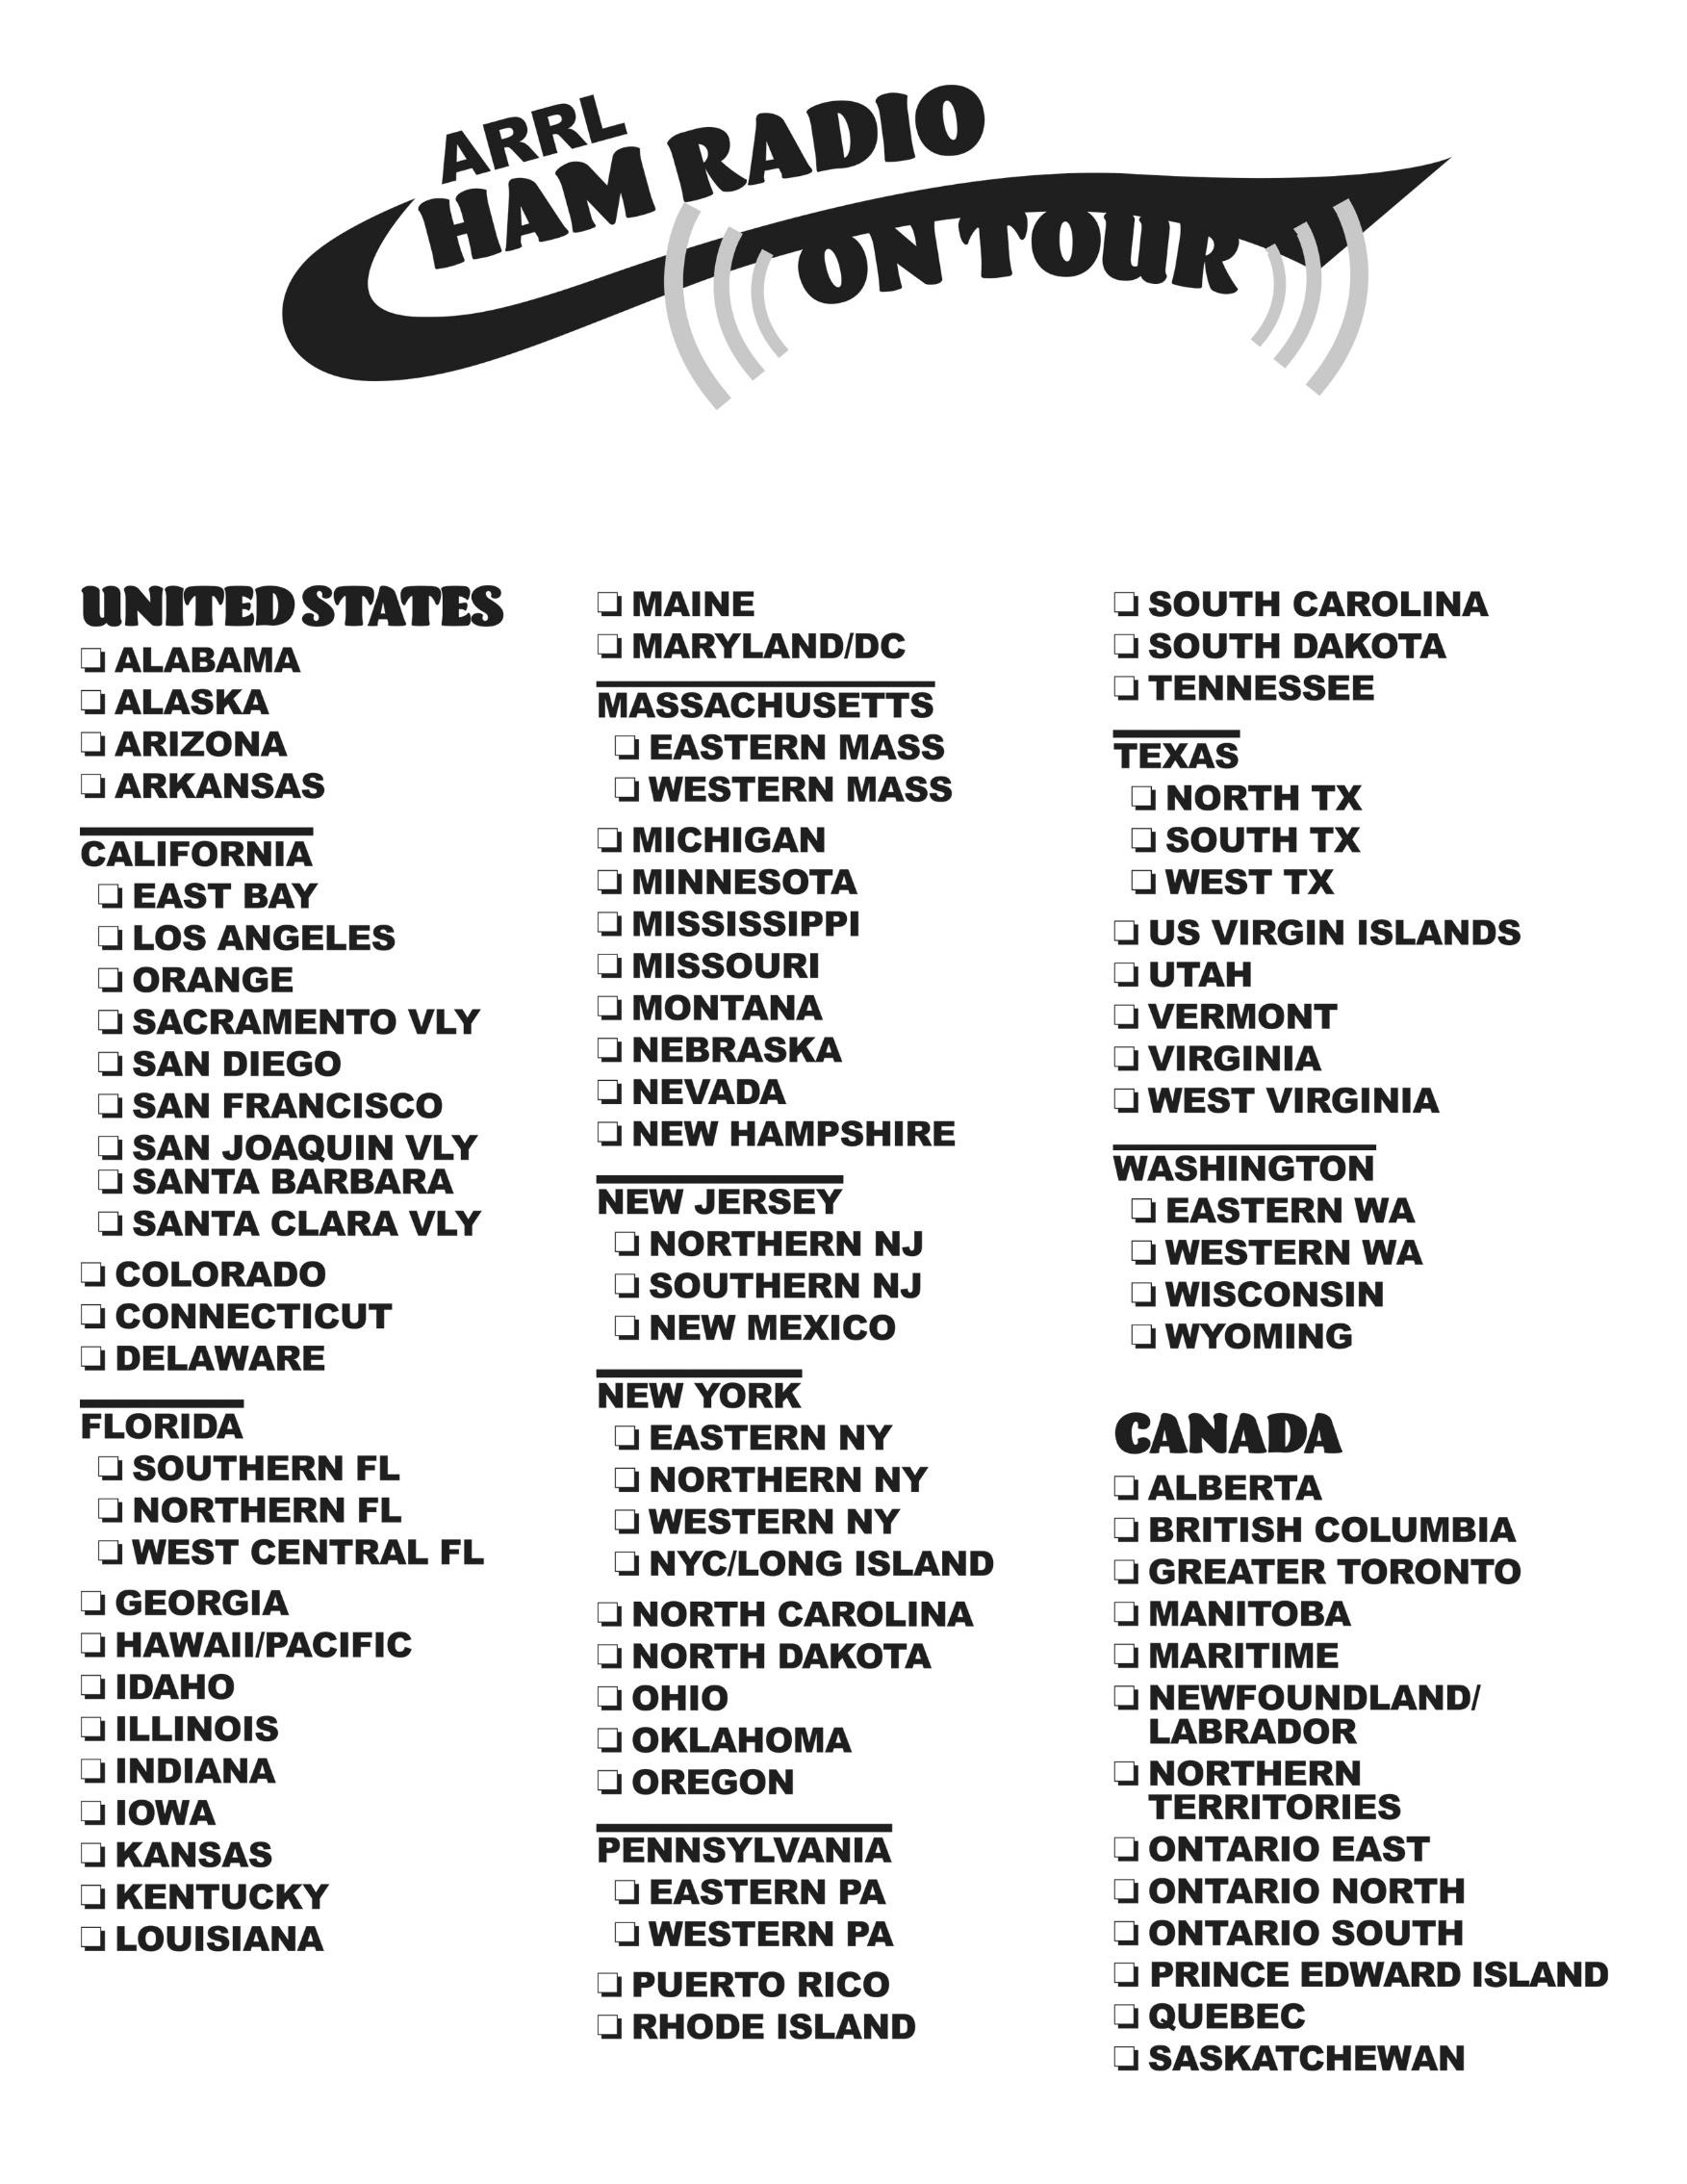 ARRL
HAM RADIO
ON TOUR
UNITED STATES
ALABAMA
ALASKA
ARIZONA
ARKANSAS
CALIFORNIA
EAST BAY
LOS ANGELES
ORANGE
SACRAMENTO VLY
SAN DIEGO
SAN FRANCISCO
SAN JOAQUIN VLY
SANTA BARBARA
SANTA CLARA VLY
COLORADO
CONNECTICUT
DELAWARE
FLORIDA
SOUTHERN FL
NORTHERN FL
WEST CENTRAL FL
GEORGIA
HAWAII/PACIFIC
IDAHO
ILLINOIS
INDIANA
IOWA
KANSAS
KENTUCKY
LOUISIANA
MAINE
MARYLAND/DC
MASSACHUSETTS
EASTERN MASS
WESTERN MASS
MICHIGAN
MINNESOTA
MISSISSIPPI
MISSOURI
MONTANA
NEBRASKA
NEVADA
NEW HAMPSHIRE
NEW JERSEY
NORTHERN NJ
SOUTHERN NJ
NEW MEXICO
NEW YORK
EASTERN NY
NORTHERN NY
WESTERN NY
NYC/LONG ISLAND
NORTH CAROLINA
NORTH DAKOTA
OHIO
OKLAHOMA
OREGON
PENNSYLVANIA
EASTERN PA
WESTERN PA
PUERTO RICO
RHODE ISLAND
SOUTH CAROLINA
SOUTH DAKOTA
TENNESSEE
TEXAS
NORTH TX
SOUTH TX
WEST TX
US VIRGIN ISLANDS
UTAH
VERMONT
VIRGINIA
WEST VIRGINIA
WASHINGTON
EASTERN WA
WESTERN WA
WISCONSIN
WYOMING
CANADA
ALBERTA
BRITISH COLUMBIA
GREATER TORONTO
MANITOBA
MARITIME
NEWFOUNDLAND/
LABRADOR
NORTHERN
TERRITORIES
ONTARIO EAST
ONTARIO NORTH
ONTARIO SOUTH
PRINCE EDWARD ISLAND
QUEBEC
SASKATCHEWAN